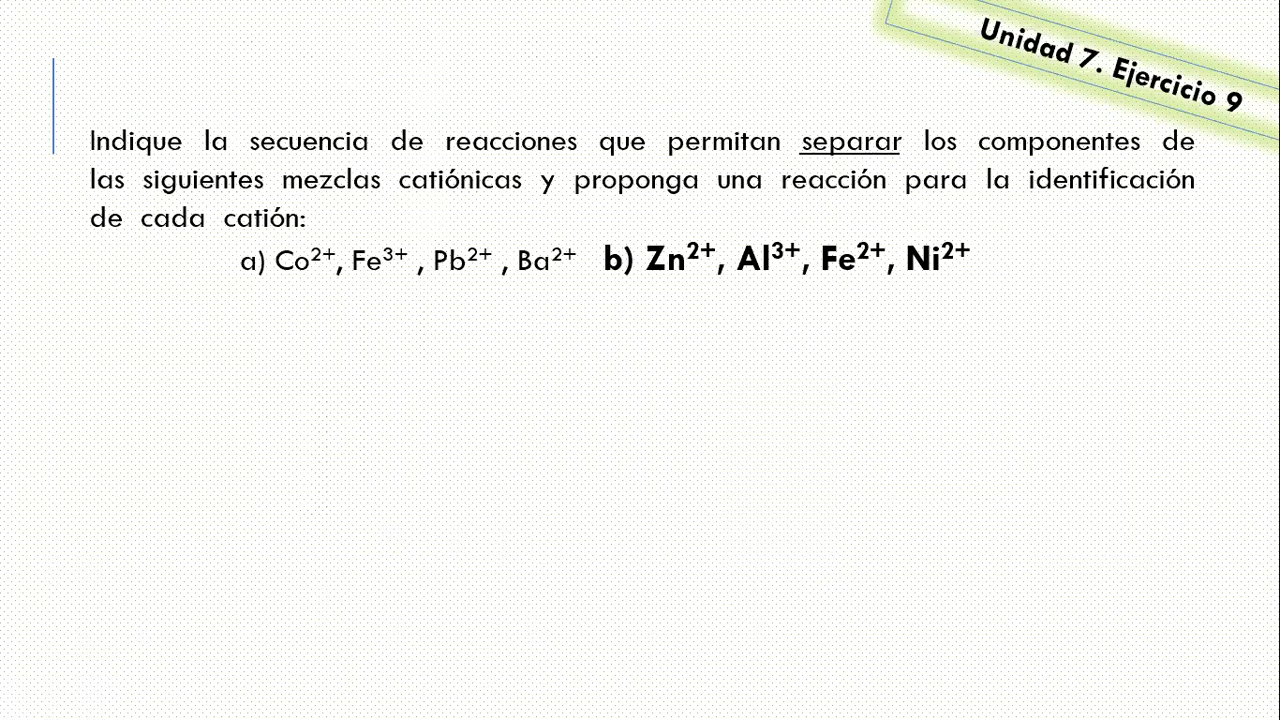 Unidad 7. Ejercicio 9
Indique la secuencia de reacciones que permitan separar los componentes de
las siguientes mezclas catiónicas y proponga una reacción para la identificación
de cada catión:
a) Co²⁺, Fe³⁺ , Pb²⁺ , Ba²⁺ b) Zn²⁺, Al³⁺, Fe²⁺, Ni²⁺